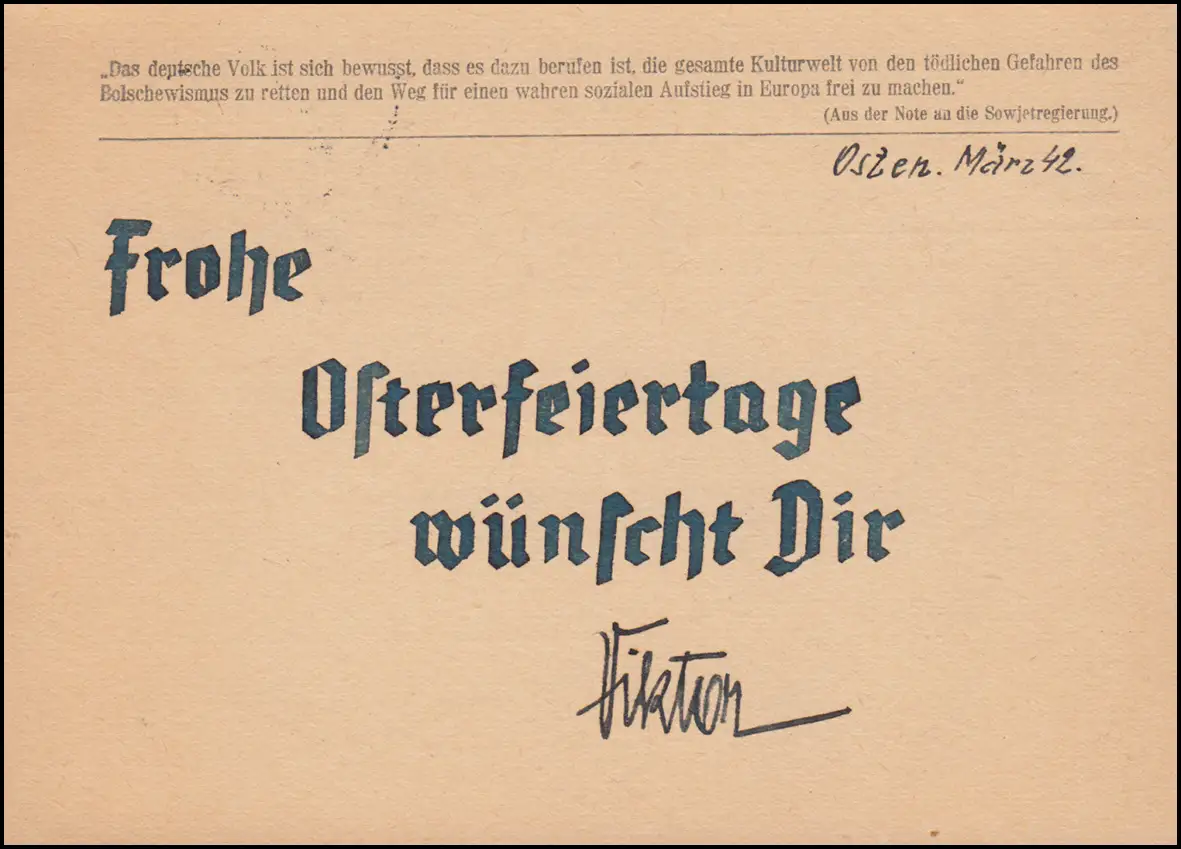 „Das deutsche Volk ist sich bewusst, dass es dazu berufen ist, die gesamte Kulturwelt von den tödlichen Gefahren des
Bolschewismus zu retten und den Weg für einen wahren sozialen Aufstieg in Europa frei zu machen.“
(Aus der Note an die Sowjetregierung.)
Osten. März 42.
Frohe
Oſterfeiertage
wünſcht Dir
Viktor